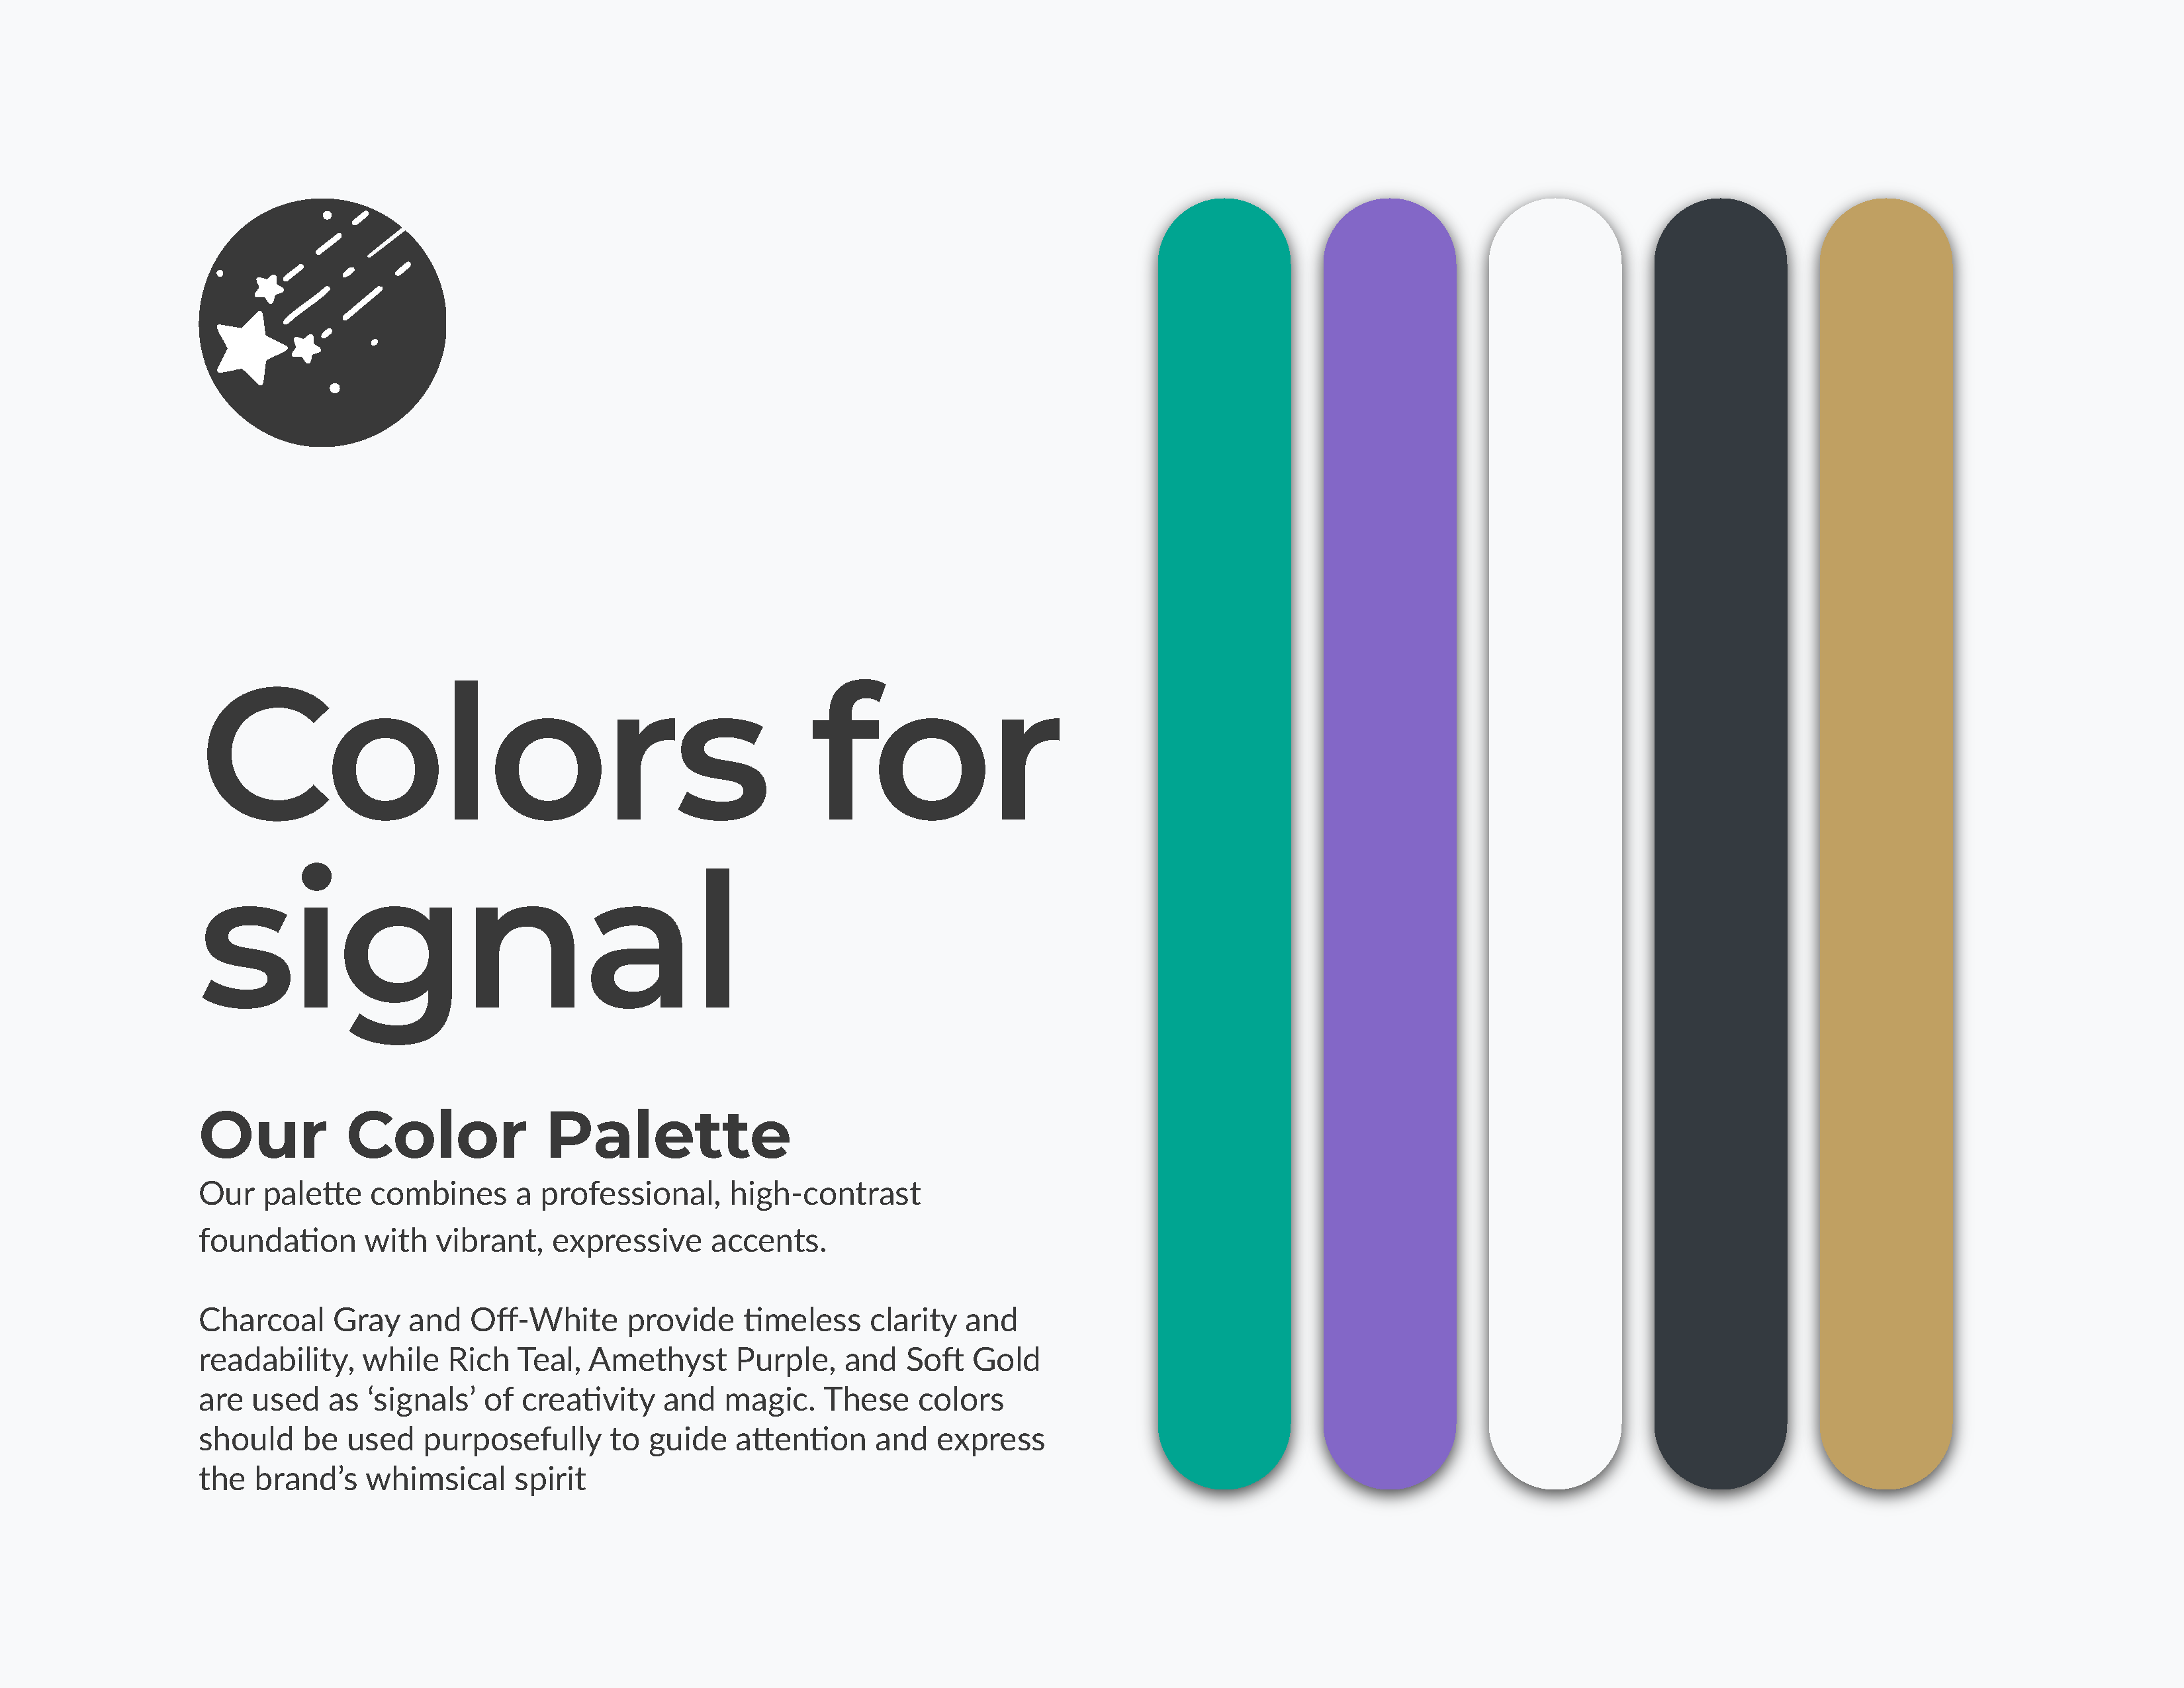 Colors for
signal
Our Color Palette
Our palette combines a professional, high-contrast
foundation with vibrant, expressive accents.
Charcoal Gray and Off-White provide timeless clarity and
readability, while Rich Teal, Amethyst Purple, and Soft Gold
are used as ‘signals’ of creativity and magic. These colors
should be used purposefully to guide attention and express
the brand’s whimsical spirit